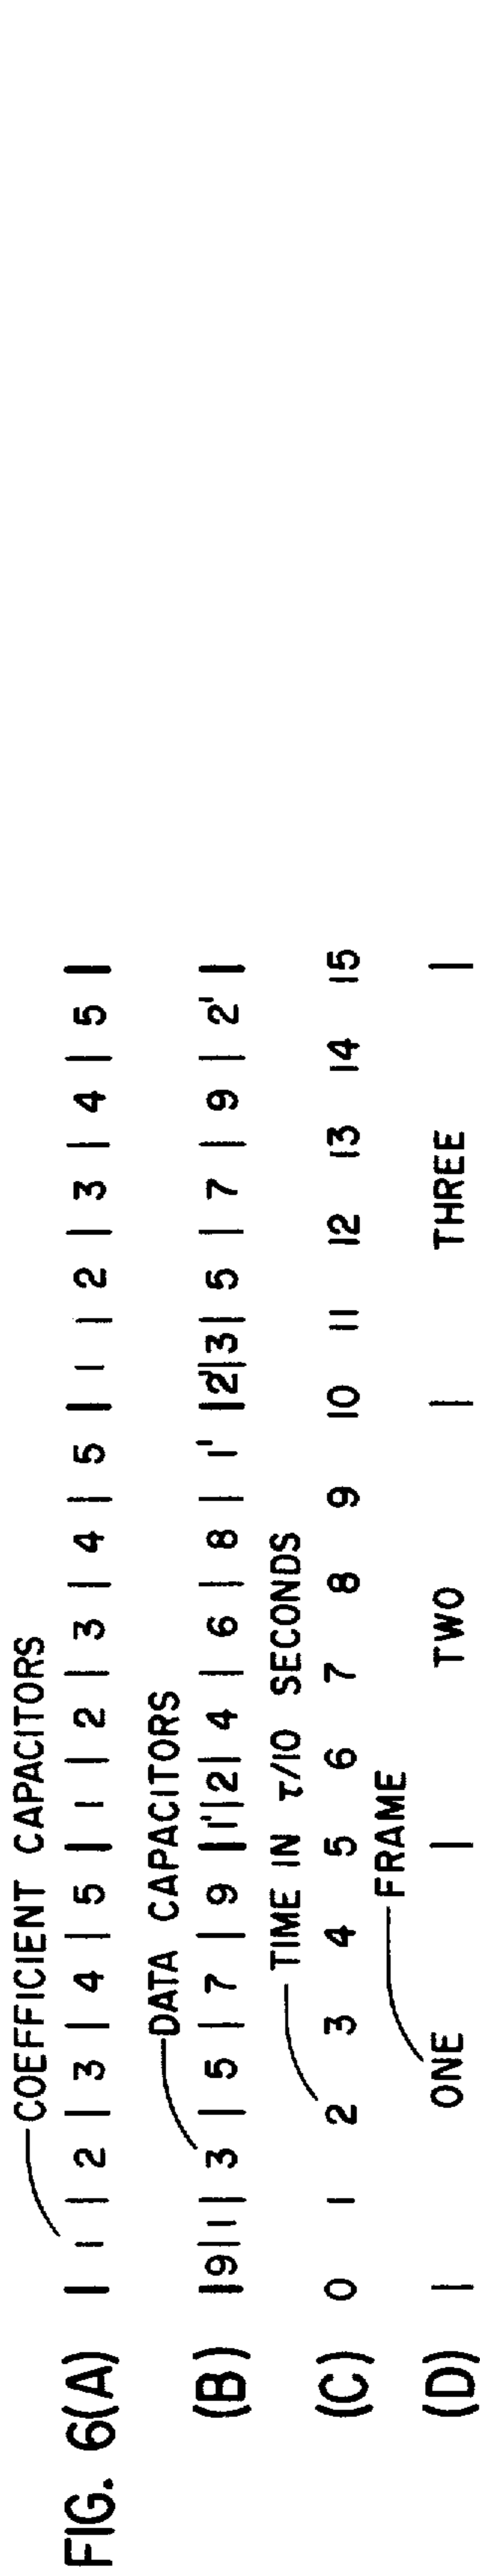 COEFFICIENT CAPACITORS
FIG. 6(A) | 1 | 2 | 3 | 4 | 5 | 1 | 2 | 3 | 4 | 5 | 1 | 2 | 3 | 4 | 5 |
DATA CAPACITORS
(B) |9|1| 3 | 5 | 7 | 9 |1'|2| 4 | 6 | 8 | 1' |2'|3| 5 | 7 | 9 | 2' |
TIME IN τ/10 SECONDS
(C) 0 1 2 3 4 5 6 7 8 9 10 11 12 13 14 15
FRAME
(D) | ONE | TWO | THREE |